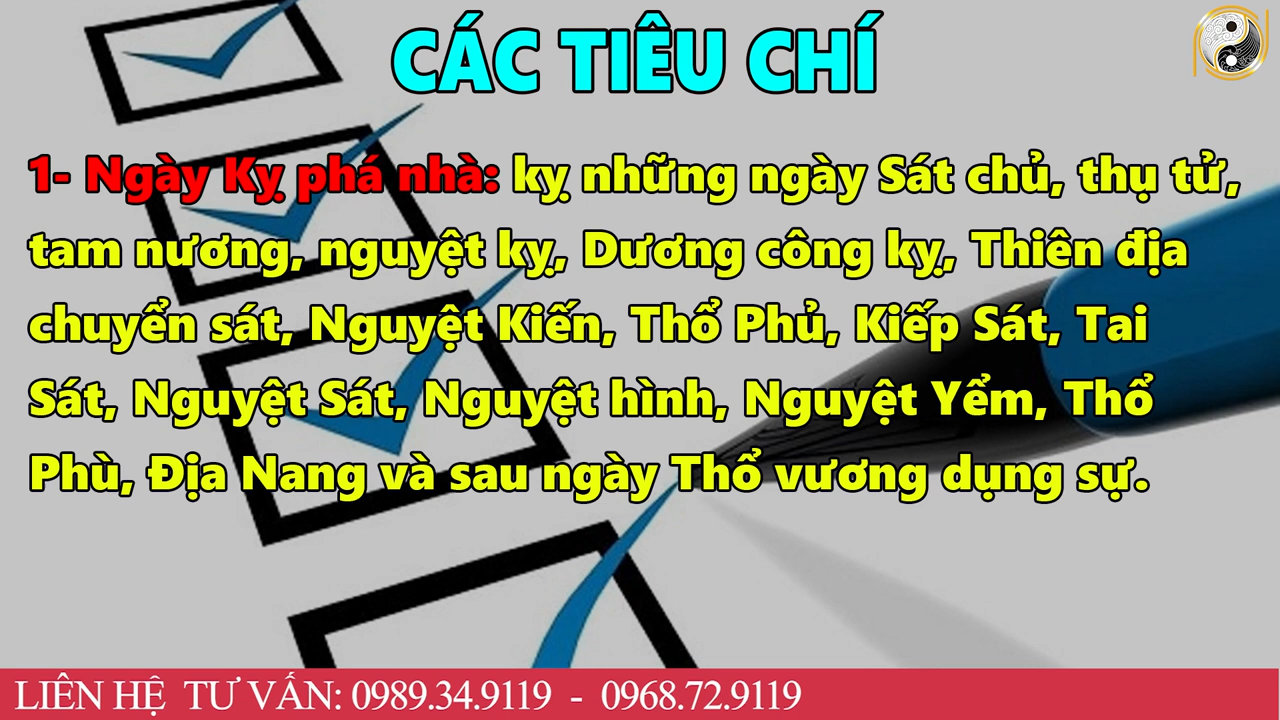 CÁC TIÊU CHÍ
1- Ngày Kỵ phá nhà: kỵ những ngày Sát chủ, thụ tử,
tam nương, nguyệt kỵ, Dương công kỵ, Thiên địa
chuyển sát, Nguyệt Kiến, Thổ Phủ, Kiếp Sát, Tai
Sát, Nguyệt Sát, Nguyệt hình, Nguyệt Yểm, Thổ
Phù, Địa Nang và sau ngày Thổ vương dụng sự.
LIÊN HỆ TƯ VẤN: 0989.34.9119 - 0968.72.9119